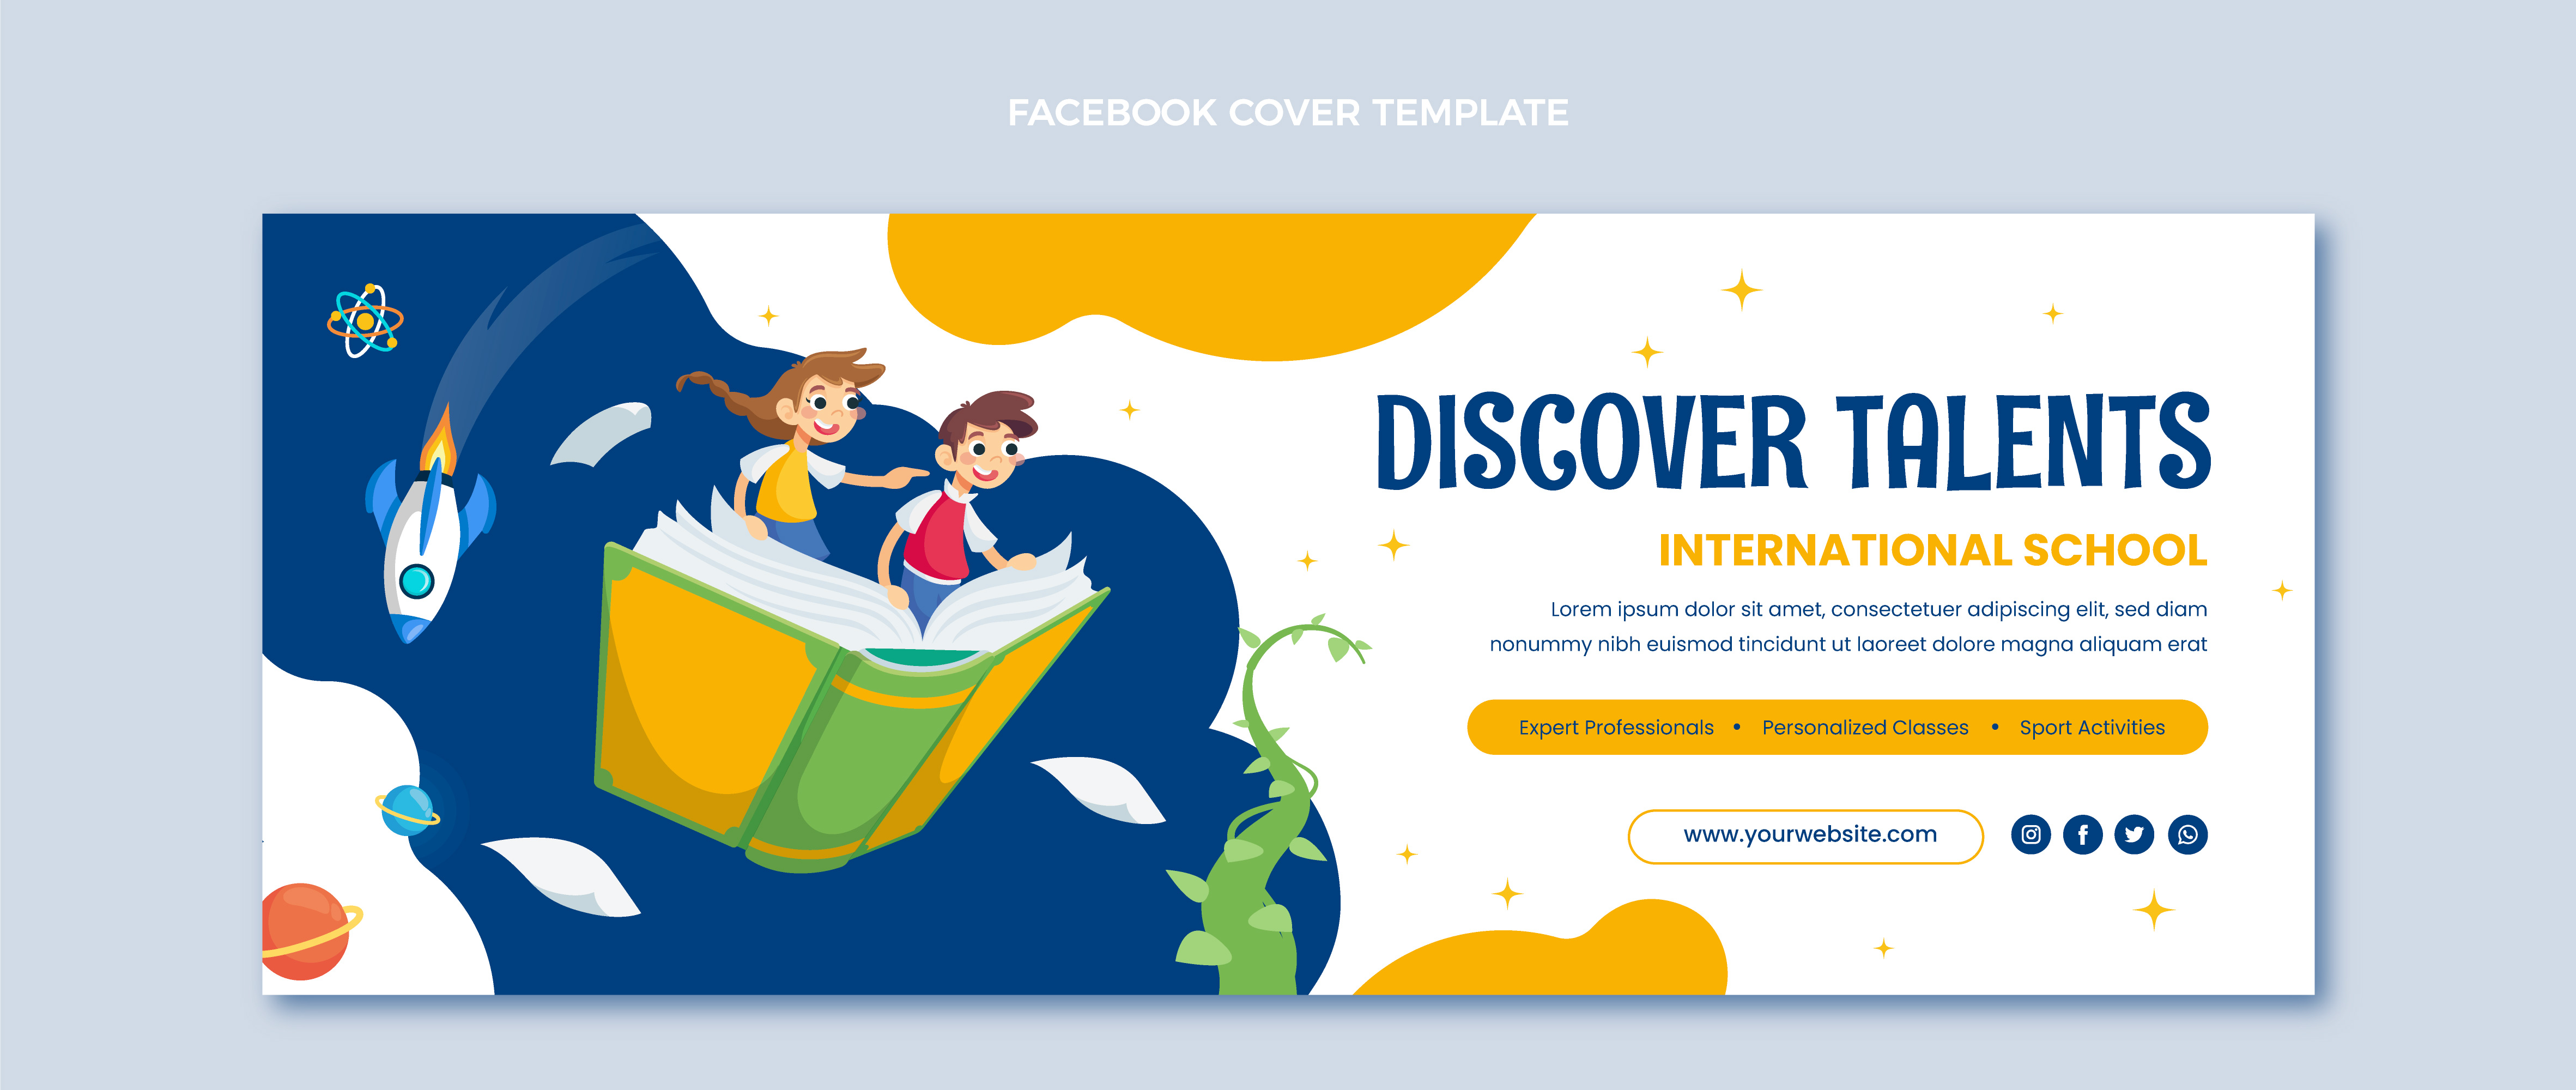 FACEBOOK COVER TEMPLATE
DISCOVER TALENTS
INTERNATIONAL SCHOOL
Lorem ipsum dolor sit amet, consectetuer adipiscing elit, sed diam
nonummy nibh euismod tincidunt ut laoreet dolore magna aliquam erat
Expert Professionals • Personalized Classes • Sport Activities
www.yourwebsite.com